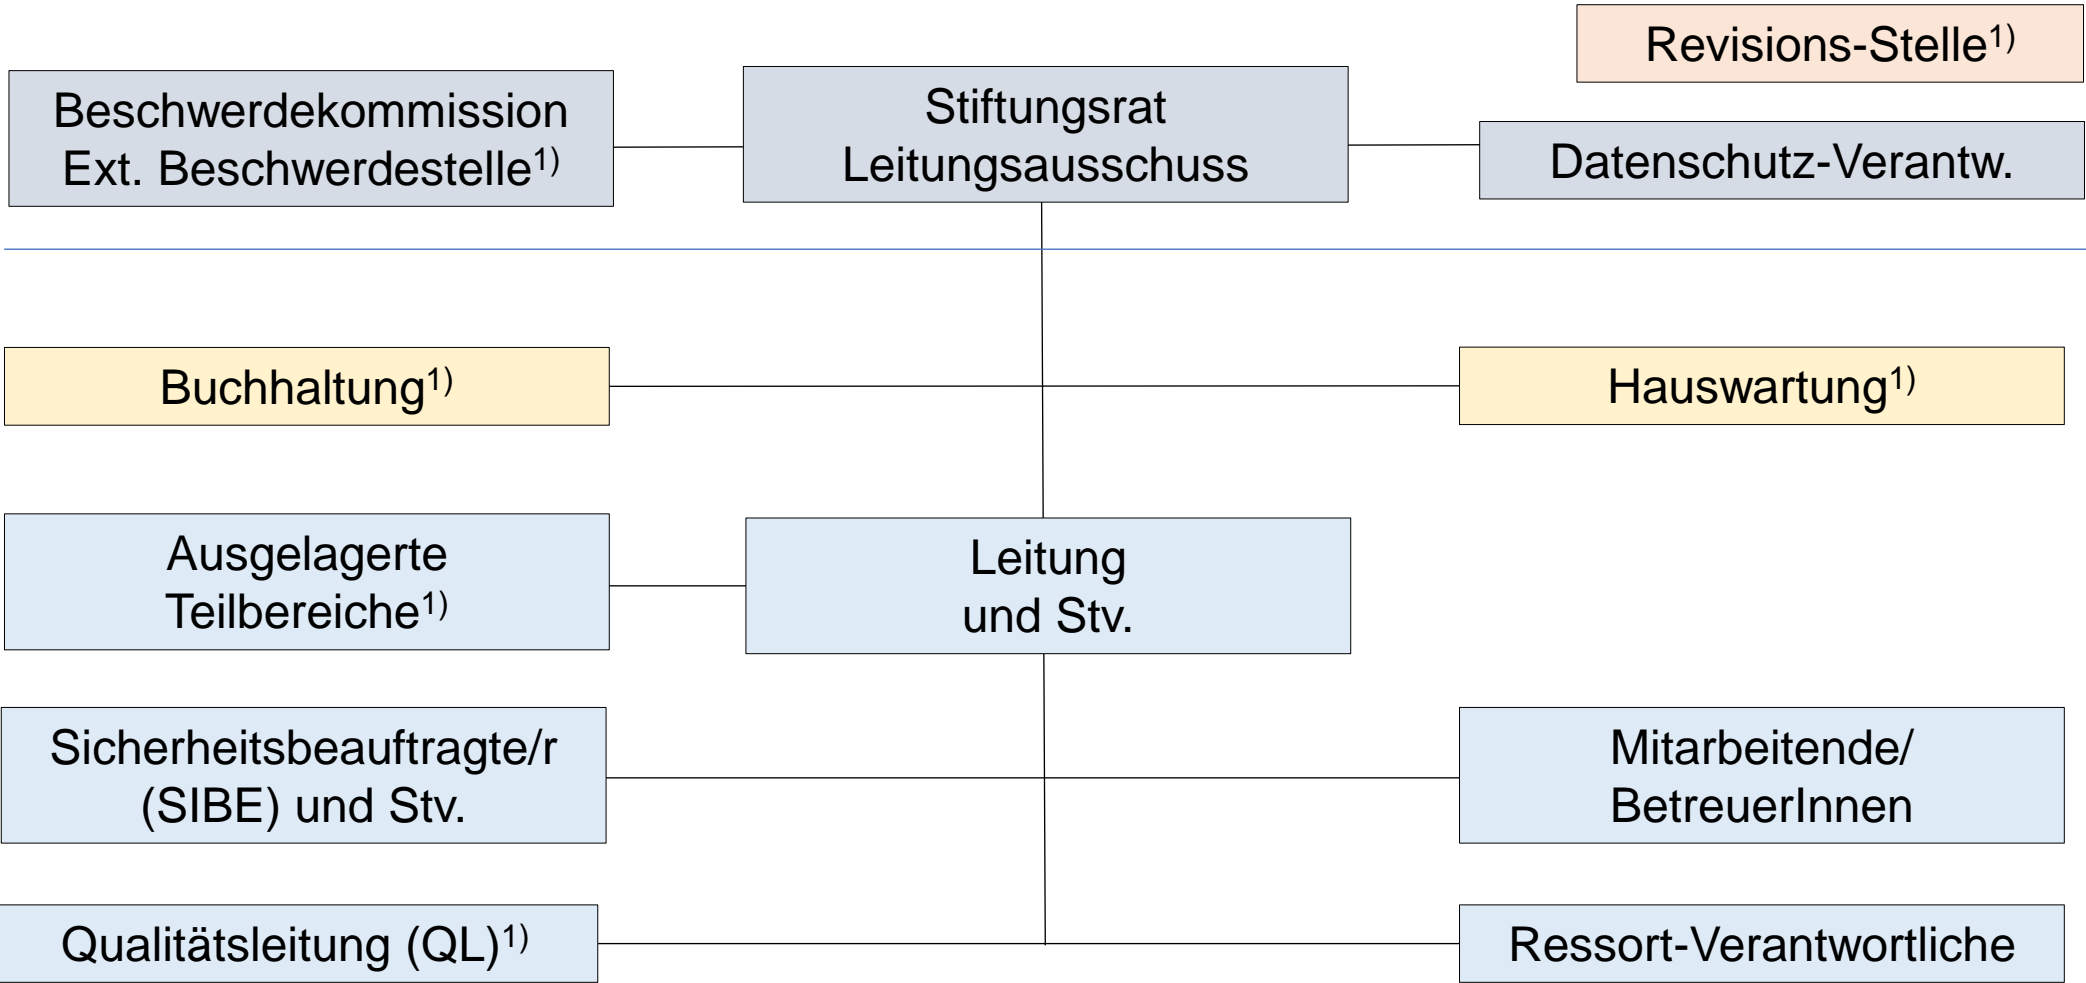 Revisions-Stelle1)
Beschwerdekommission
Ext. Beschwerdestelle1)
Stiftungsrat
Leitungsausschuss
Datenschutz-Verantw.
Buchhaltung1)
Hauswartung1)
Ausgelagerte
Teilbereiche1)
Leitung
und Stv.
Sicherheitsbeauftragte/r
(SIBE) und Stv.
Mitarbeitende/
BetreuerInnen
Qualitätsleitung (QL)1)
Ressort-Verantwortliche